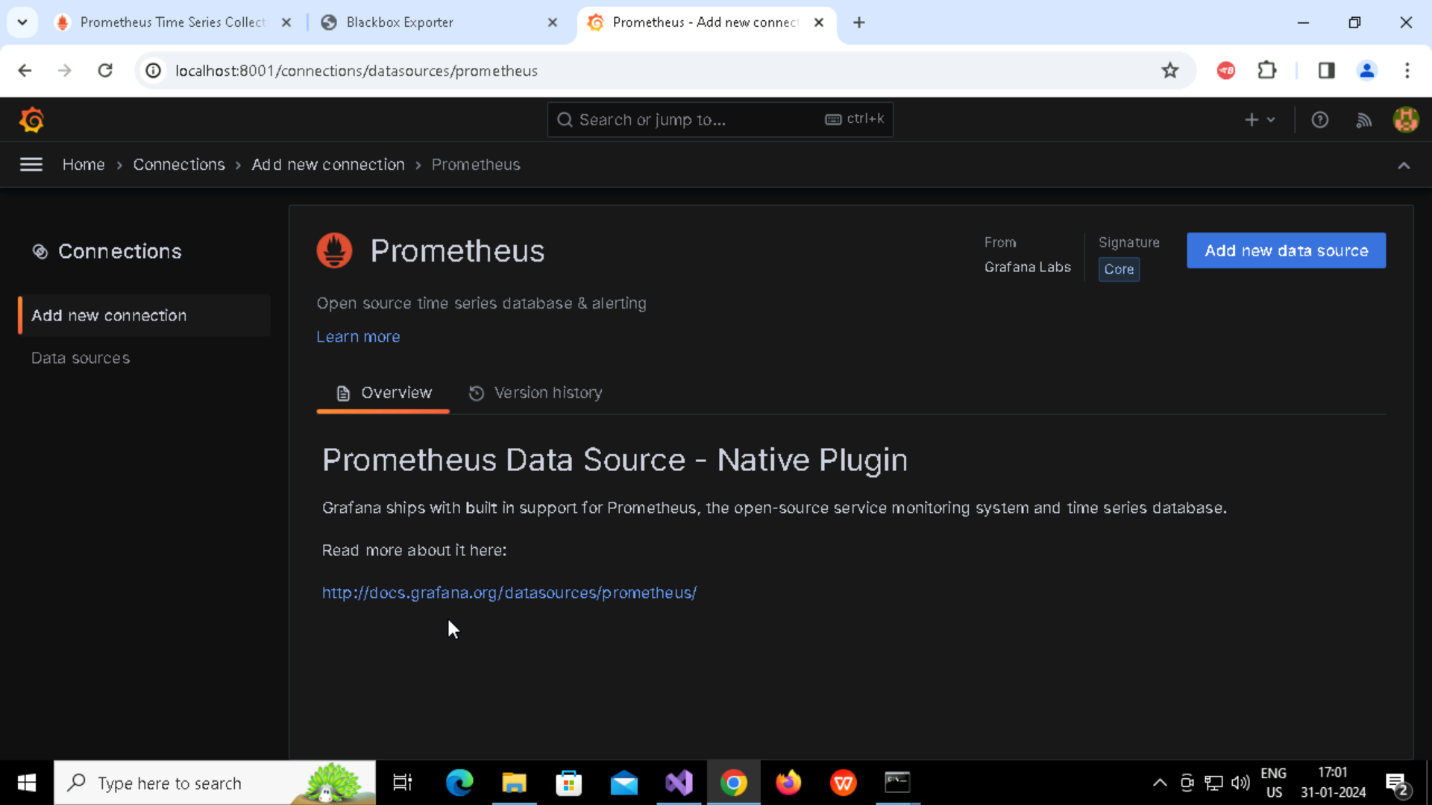 Prometheus Time Series Collect
Blackbox Exporter
Prometheus - Add new connect
localhost:8001/connections/datasources/prometheus
Search or jump to...
ctrl+k
Home › Connections › Add new connection › Prometheus
Connections
Add new connection
Data sources
Prometheus
From
Grafana Labs
Signature
Core
Add new data source
Open source time series database & alerting
Learn more
Overview
Version history
Prometheus Data Source - Native Plugin
Grafana ships with built in support for Prometheus, the open-source service monitoring system and time series database.
Read more about it here:
http://docs.grafana.org/datasources/prometheus/
Type here to search
ENG
US
17:01
31-01-2024
2